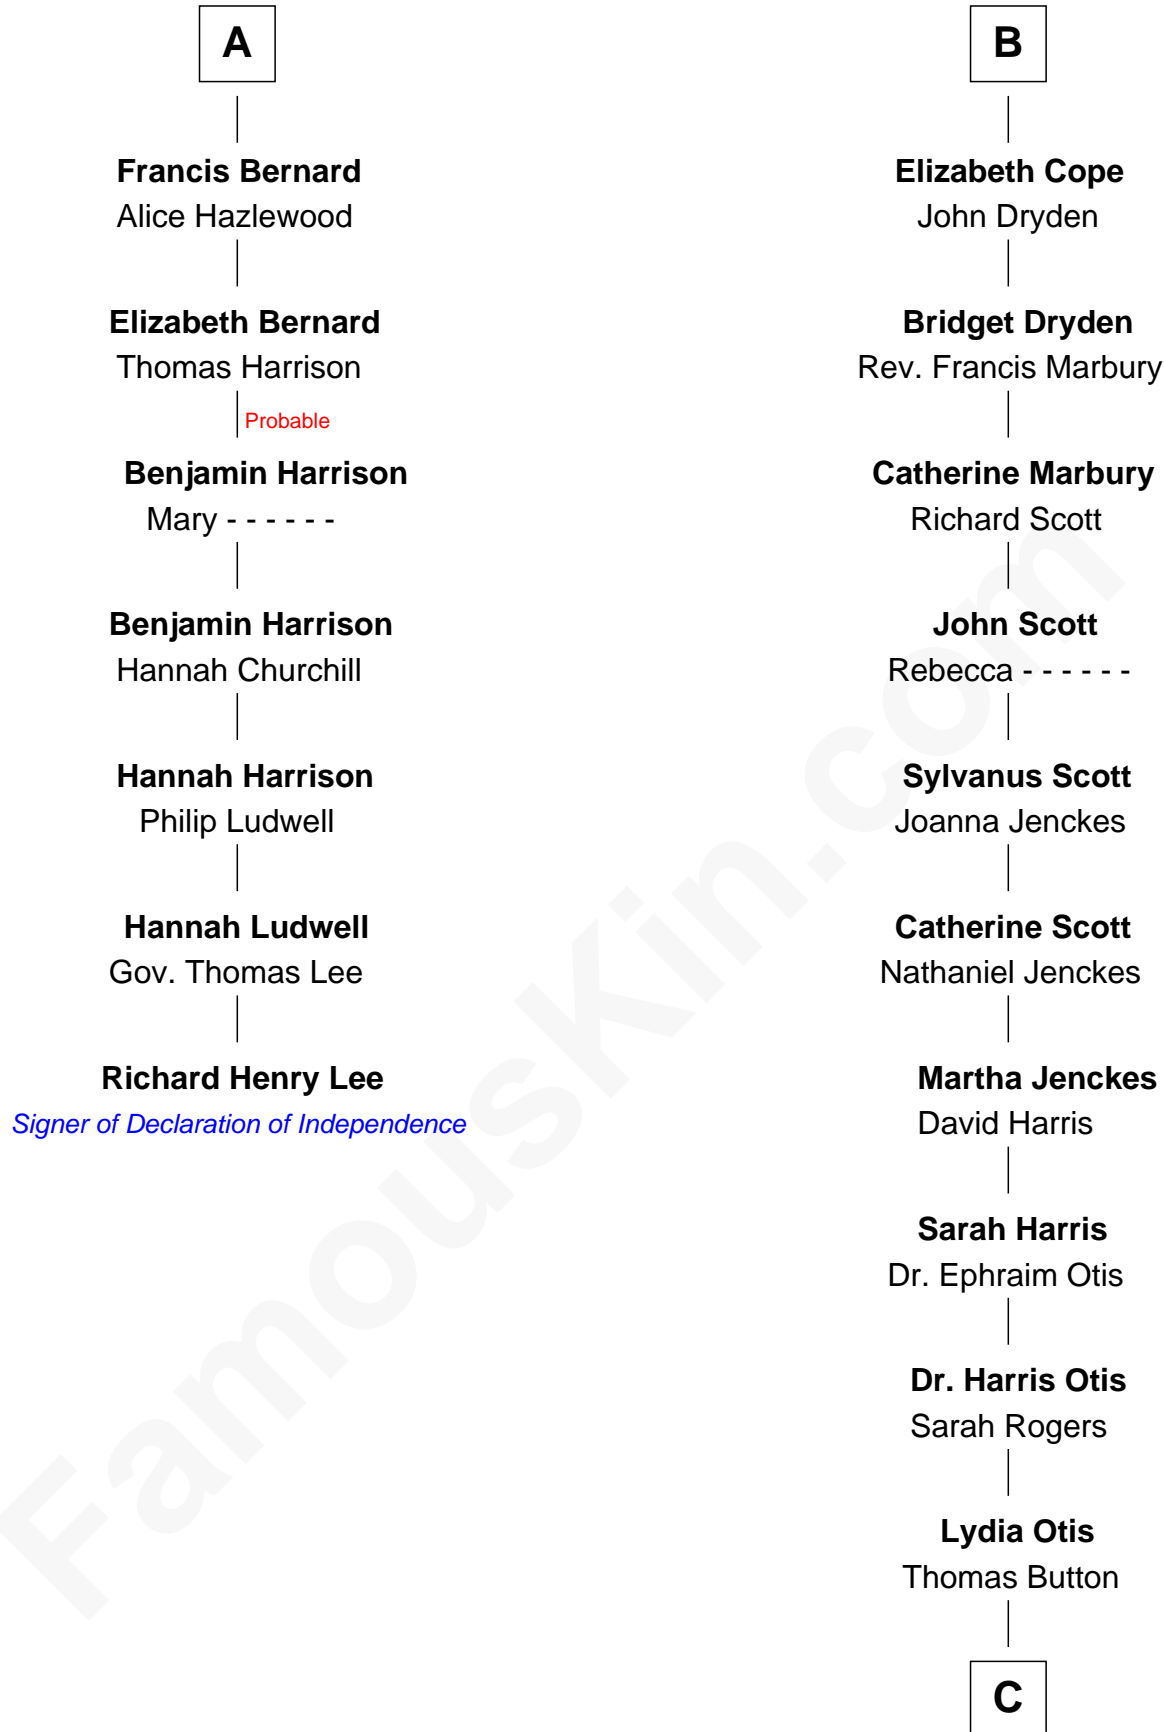 A
Francis Bernard
Alice Hazlewood
Elizabeth Bernard
Thomas Harrison
Probable
Benjamin Harrison
Mary - - - - - -
Benjamin Harrison
Hannah Churchill
Hannah Harrison
Philip Ludwell
Hannah Ludwell
Gov. Thomas Lee
Richard Henry Lee
Signer of Declaration of Independence
B
Elizabeth Cope
John Dryden
Bridget Dryden
Rev. Francis Marbury
Catherine Marbury
Richard Scott
John Scott
Rebecca - - - - - -
Sylvanus Scott
Joanna Jenckes
Catherine Scott
Nathaniel Jenckes
Martha Jenckes
David Harris
Sarah Harris
Dr. Ephraim Otis
Dr. Harris Otis
Sarah Rogers
Lydia Otis
Thomas Button
C
FamousKin.com